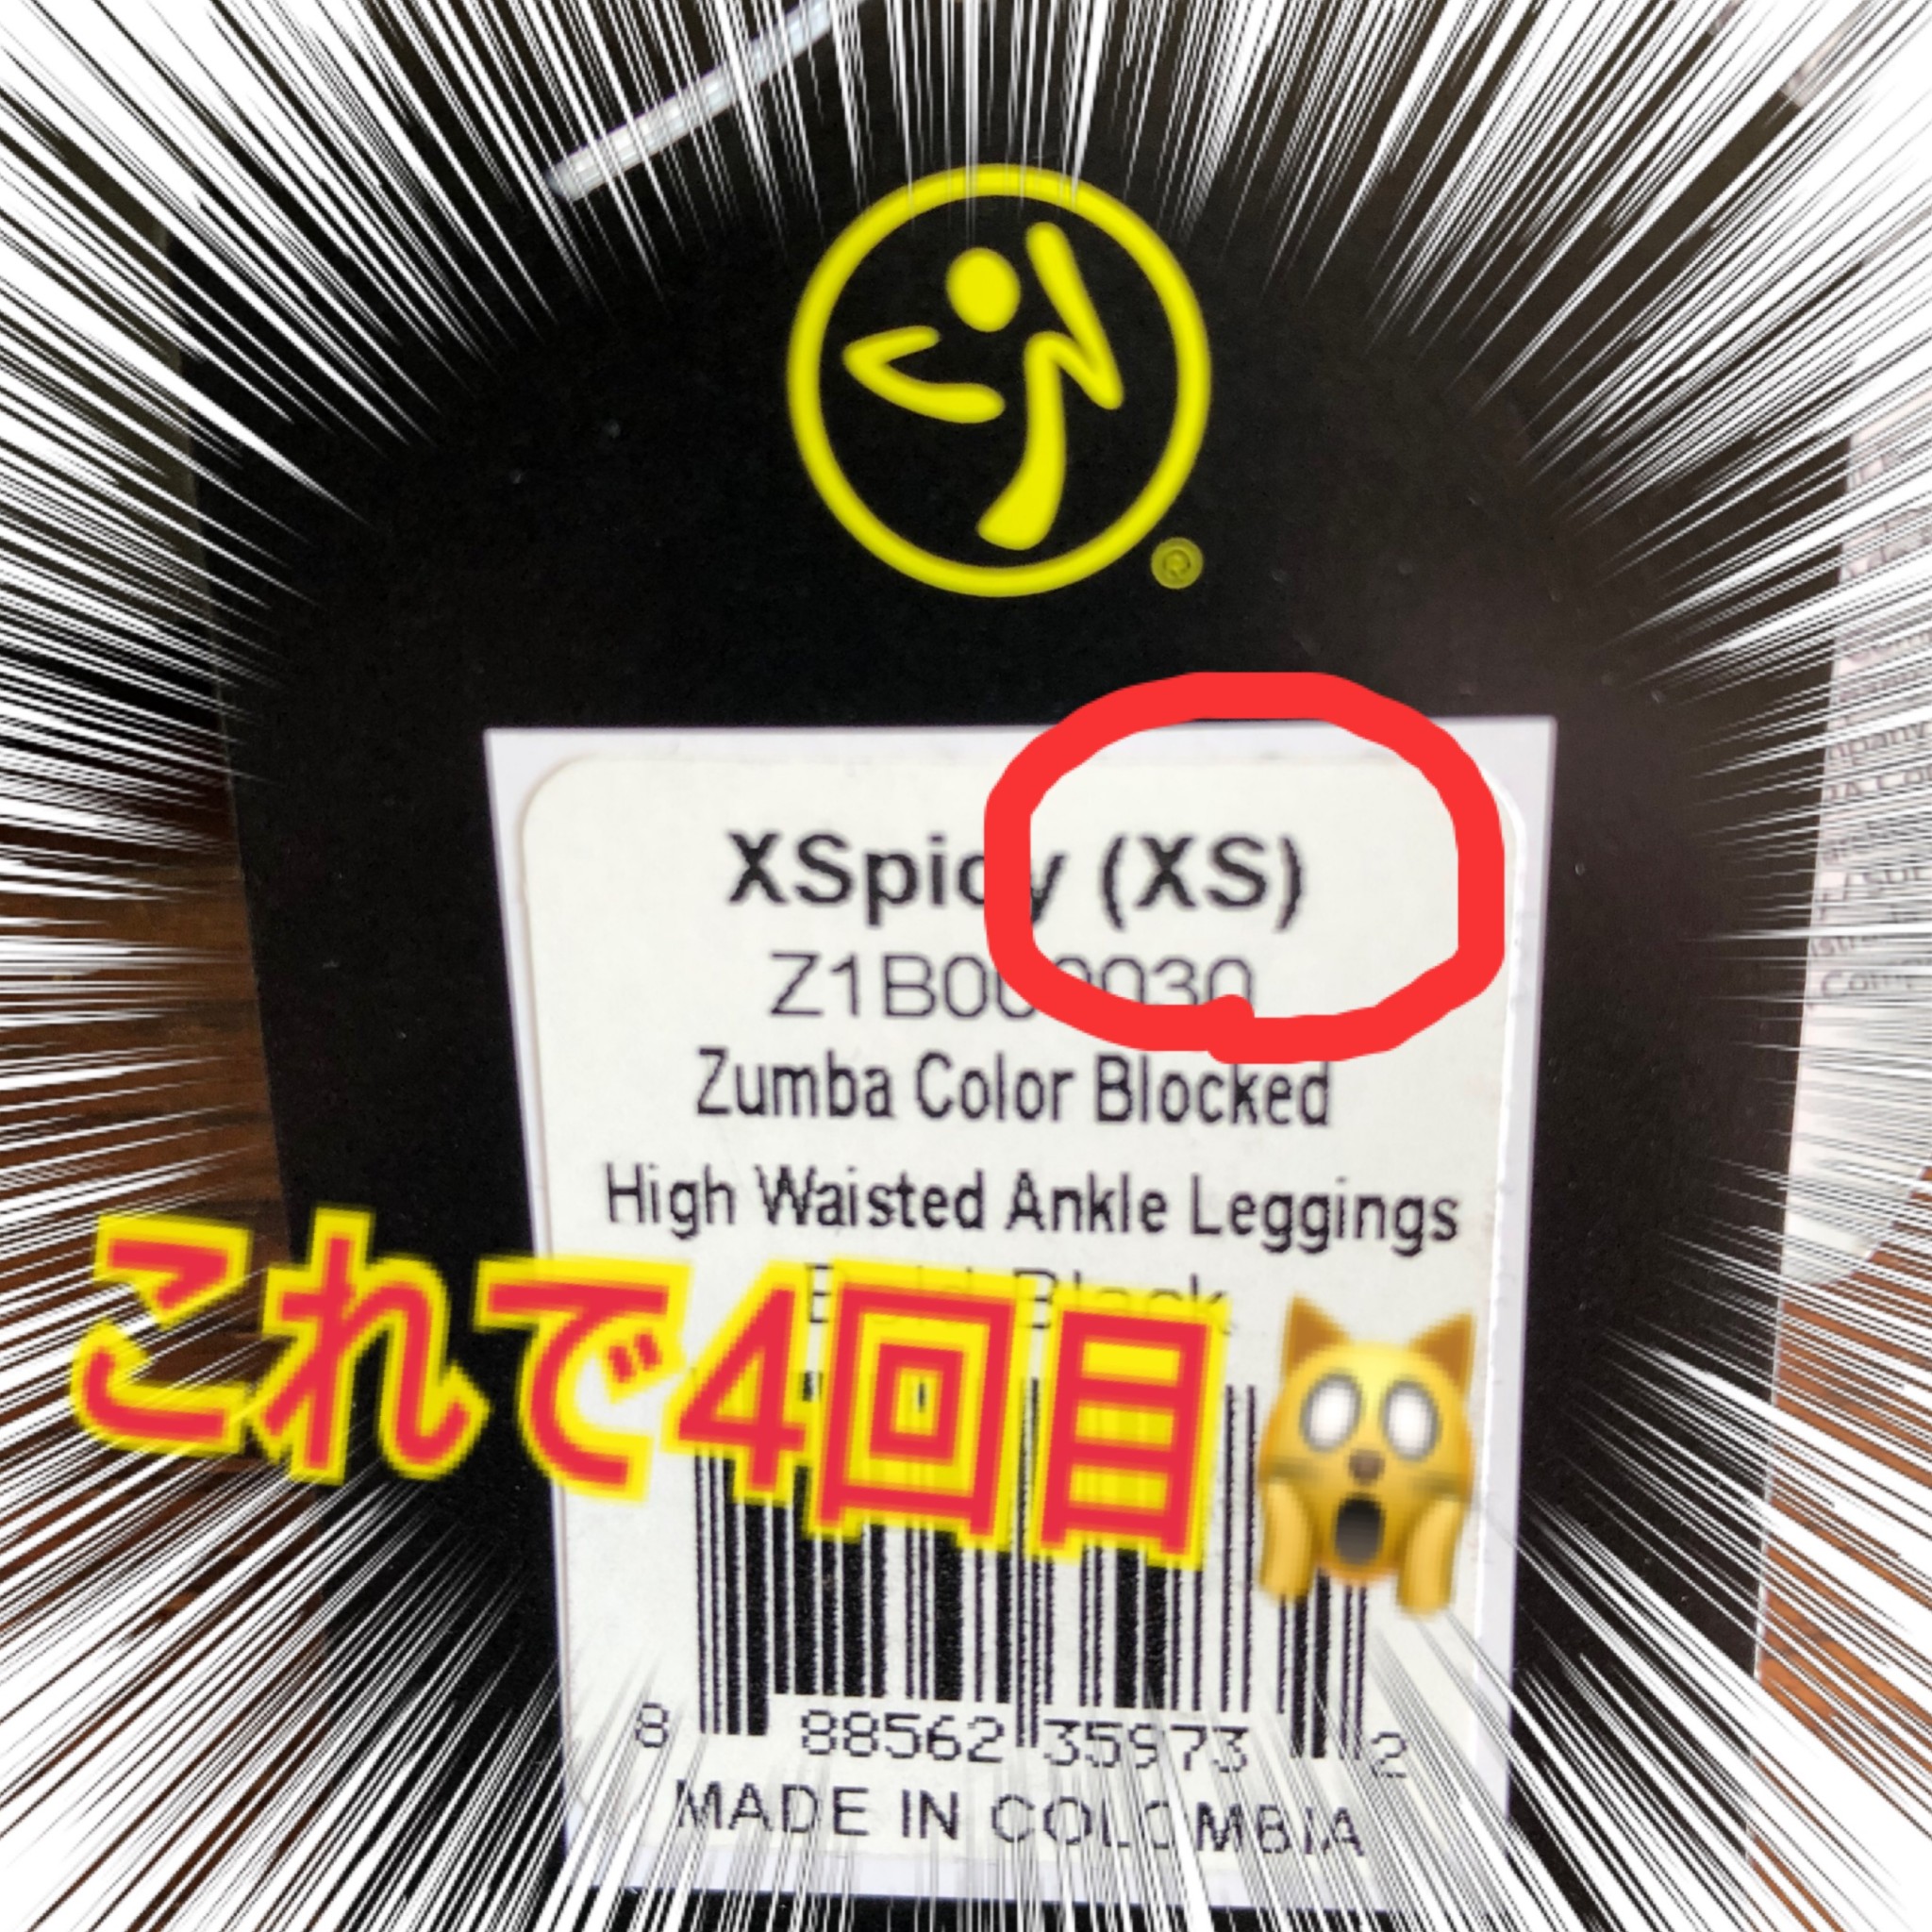 XSpicy (XS)
Zumba Color Blocked
High Waisted Ankle Leggings
Black
これで4回目
8 88562 35973 2
MADE IN COLOMBIA